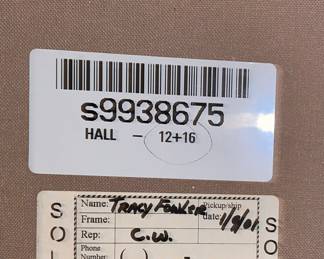 s9938675
HALL - 12+16
Name: Tracy Fowler Pickup/ship
Frame: date: 1/9/01
Rep: C.W.
Phone
Number: ( ) -
S O L
S O